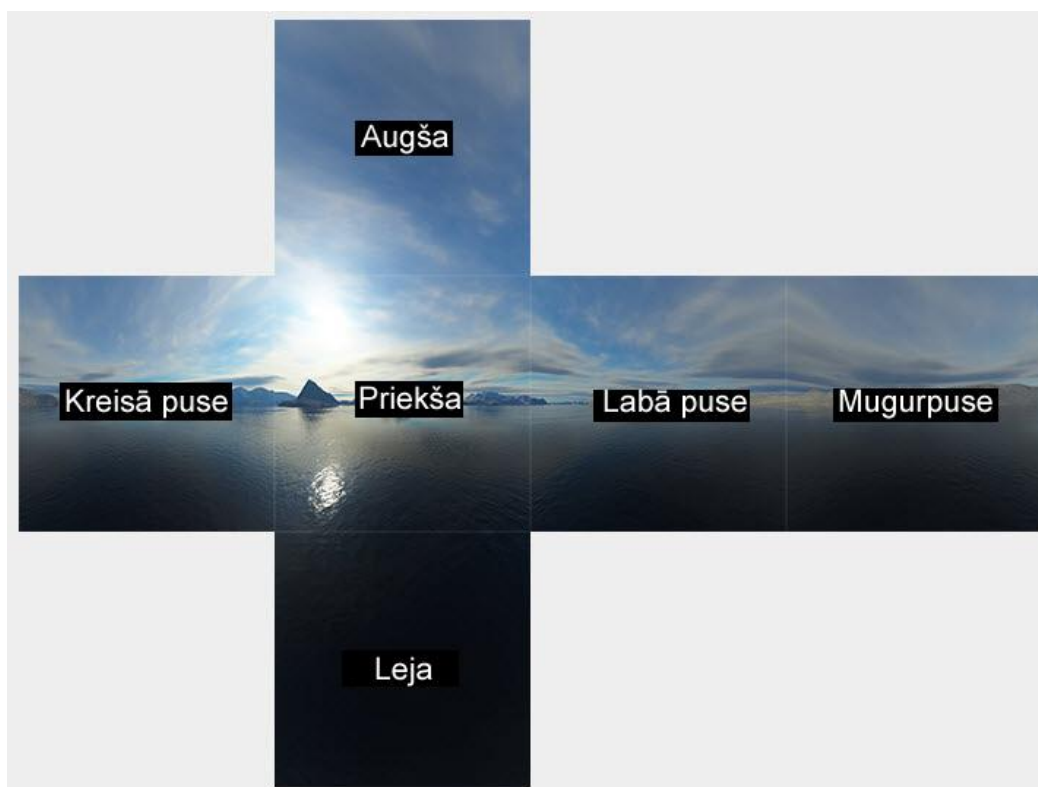 Augša
Kreisā puse
Priekša
Labā puse
Mugurpuse
Leja